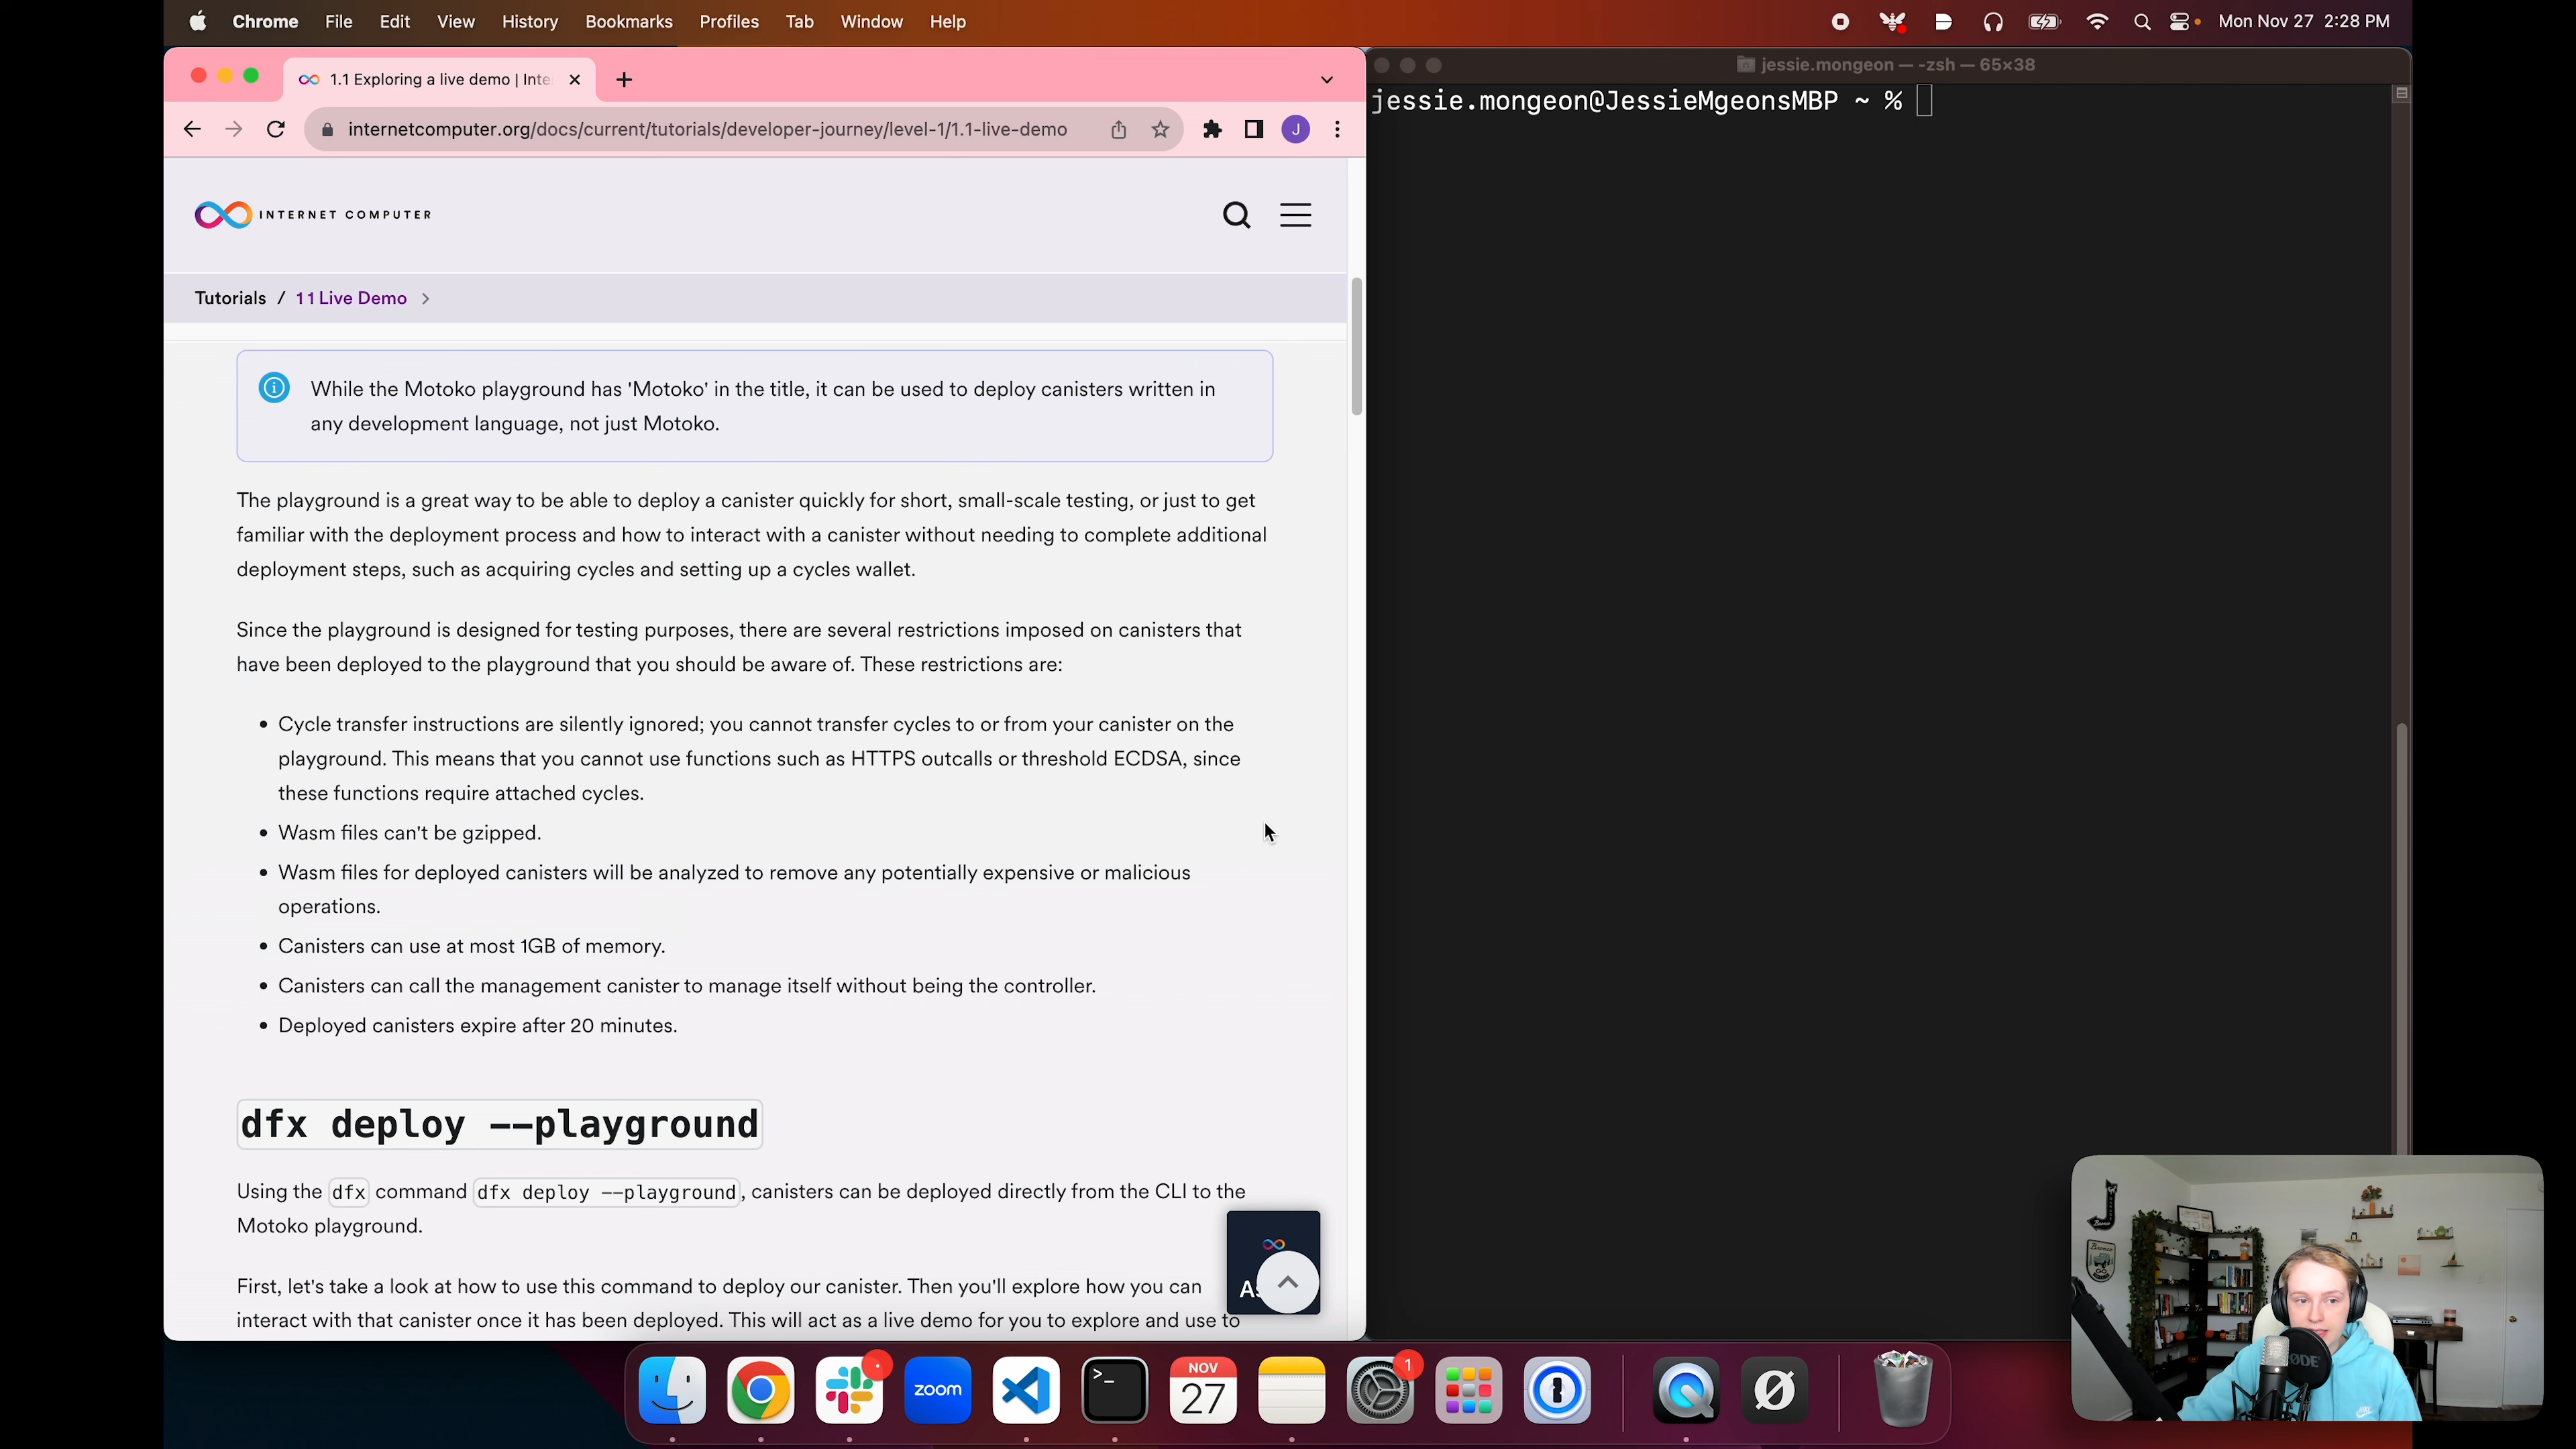 Chrome File Edit View History Bookmarks Profiles Tab Window Help
Mon Nov 27 2:28 PM
1.1 Exploring a live demo | Inte
jessie.mongeon — -zsh — 65×38
internetcomputer.org/docs/current/tutorials/developer-journey/level-1/1.1-live-demo
J
jessie.mongeon@JessieMgeonsMBP ~ %
INTERNET COMPUTER
Tutorials / 1 1 Live Demo >
While the Motoko playground has 'Motoko' in the title, it can be used to deploy canisters written in
any development language, not just Motoko.
The playground is a great way to be able to deploy a canister quickly for short, small-scale testing, or just to get
familiar with the deployment process and how to interact with a canister without needing to complete additional
deployment steps, such as acquiring cycles and setting up a cycles wallet.
Since the playground is designed for testing purposes, there are several restrictions imposed on canisters that
have been deployed to the playground that you should be aware of. These restrictions are:
• Cycle transfer instructions are silently ignored; you cannot transfer cycles to or from your canister on the
playground. This means that you cannot use functions such as HTTPS outcalls or threshold ECDSA, since
these functions require attached cycles.
• Wasm files can't be gzipped.
• Wasm files for deployed canisters will be analyzed to remove any potentially expensive or malicious
operations.
• Canisters can use at most 1GB of memory.
• Canisters can call the management canister to manage itself without being the controller.
• Deployed canisters expire after 20 minutes.
dfx deploy --playground
Using the dfx command dfx deploy --playground, canisters can be deployed directly from the CLI to the
Motoko playground.
First, let's take a look at how to use this command to deploy our canister. Then you'll explore how you can
interact with that canister once it has been deployed. This will act as a live demo for you to explore and use to
zoom
>_
NOV
27
1